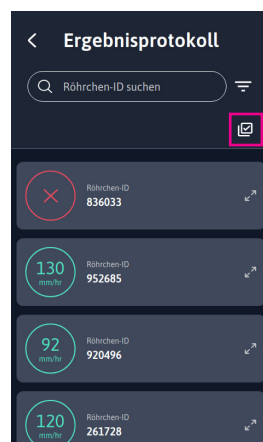 Ergebnisprotokoll
Röhrchen-ID suchen
Röhrchen-ID
836033
130
mm/hr
Röhrchen-ID
952685
92
mm/hr
Röhrchen-ID
920496
120
mm/hr
Röhrchen-ID
261728